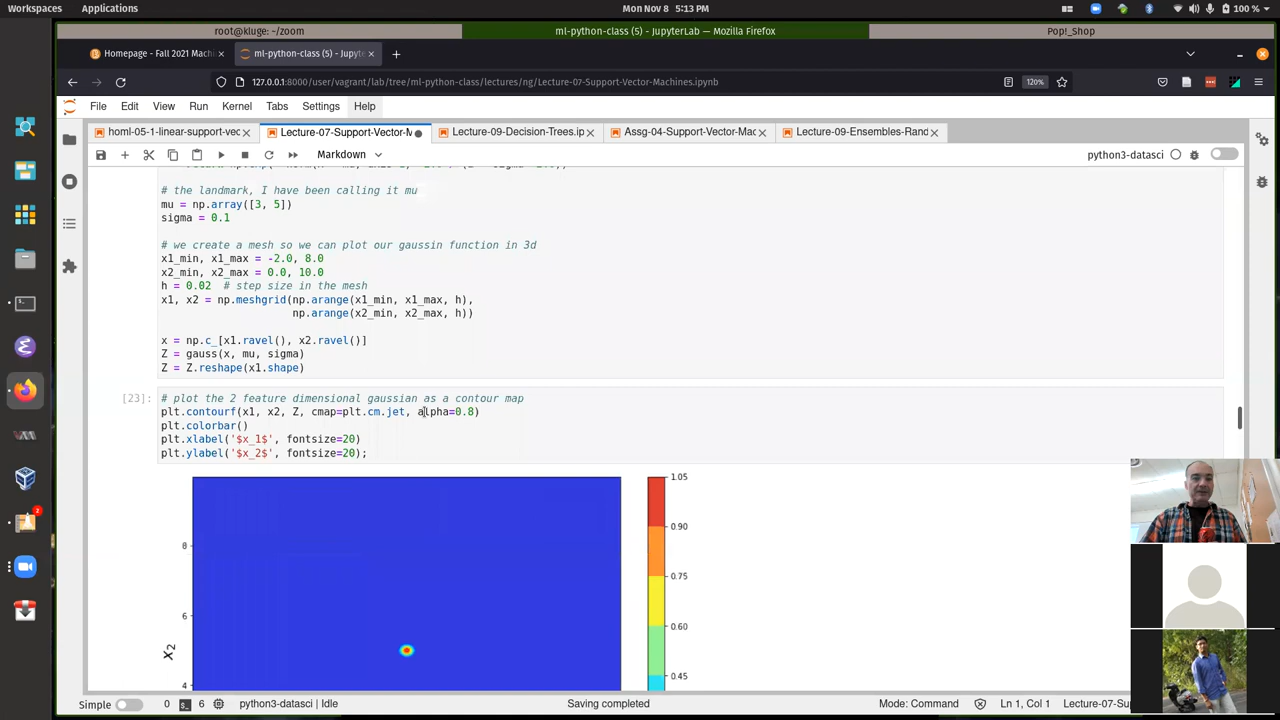 Workspaces Applications Mon Nov 8 5:13 PM 100 %
root@kluge: ~/zoom ml-python-class (5) — JupyterLab — Mozilla Firefox Pop!_Shop
Homepage - Fall 2021 Machi ml-python-class (5) - Jupyte
127.0.0.1:8000/user/vagrant/lab/tree/ml-python-class/lectures/ng/Lecture-07-Support-Vector-Machines.ipynb 120%
File Edit View Run Kernel Tabs Settings Help
homl-05-1-linear-support-vec Lecture-07-Support-Vector-M Lecture-09-Decision-Trees.ip Assg-04-Support-Vector-Mac Lecture-09-Ensembles-Rand
Markdown python3-datasci
# the landmark, I have been calling it mu
mu = np.array([3, 5])
sigma = 0.1
# we create a mesh so we can plot our gaussin function in 3d
x1_min, x1_max = -2.0, 8.0
x2_min, x2_max = 0.0, 10.0
h = 0.02 # step size in the mesh
x1, x2 = np.meshgrid(np.arange(x1_min, x1_max, h),
np.arange(x2_min, x2_max, h))
x = np.c_[x1.ravel(), x2.ravel()]
Z = gauss(x, mu, sigma)
Z = Z.reshape(x1.shape)
[23]: # plot the 2 feature dimensional gaussian as a contour map
plt.contourf(x1, x2, Z, cmap=plt.cm.jet, alpha=0.8)
plt.colorbar()
plt.xlabel('$x_1$', fontsize=20)
plt.ylabel('$x_2$', fontsize=20);
1.05
0.90
8
0.75
6
0.60
x2
0.45
4
Simple 0 6 python3-datasci | Idle Saving completed Mode: Command Ln 1, Col 1 Lecture-07-Sup
2